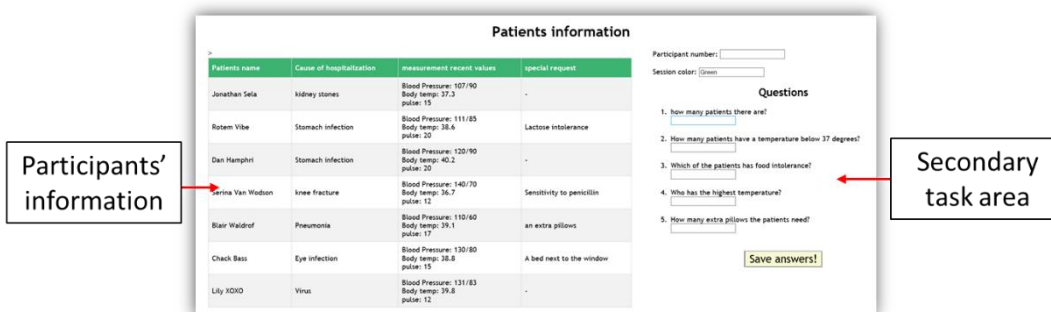 Patients information
>
Patients name Cause of hospitalization measurement recent values special request
Jonathan Sela kidney stones Blood Pressure: 107/90
Body temp: 37.3
pulse: 15 -
Rotem Vibe Stomach infection Blood Pressure: 111/85
Body temp: 38.6
pulse: 20 Lactose intolerance
Dan Hamphri Stomach infection Blood Pressure: 120/90
Body temp: 40.2
pulse: 20 -
Serina Van Wodson knee fracture Blood Pressure: 140/70
Body temp: 36.7
pulse: 12 Sensitivity to penicillin
Blair Waldrof Pneumonia Blood Pressure: 110/60
Body temp: 39.1
pulse: 17 an extra pillows
Chack Bass Eye infection Blood Pressure: 130/80
Body temp: 38.8
pulse: 15 A bed next to the window
Lily XOXO Virus Blood Pressure: 131/83
Body temp: 39.8
pulse: 12 -
Participant number:
Session color: Green
Questions
1. how many patients there are?
2. How many patients have a temperature below 37 degrees?
3. Which of the patients has food intolerance?
4. Who has the highest temperature?
5. How many extra pillows the patients need?
Save answers!
Participants'
information
Secondary
task area